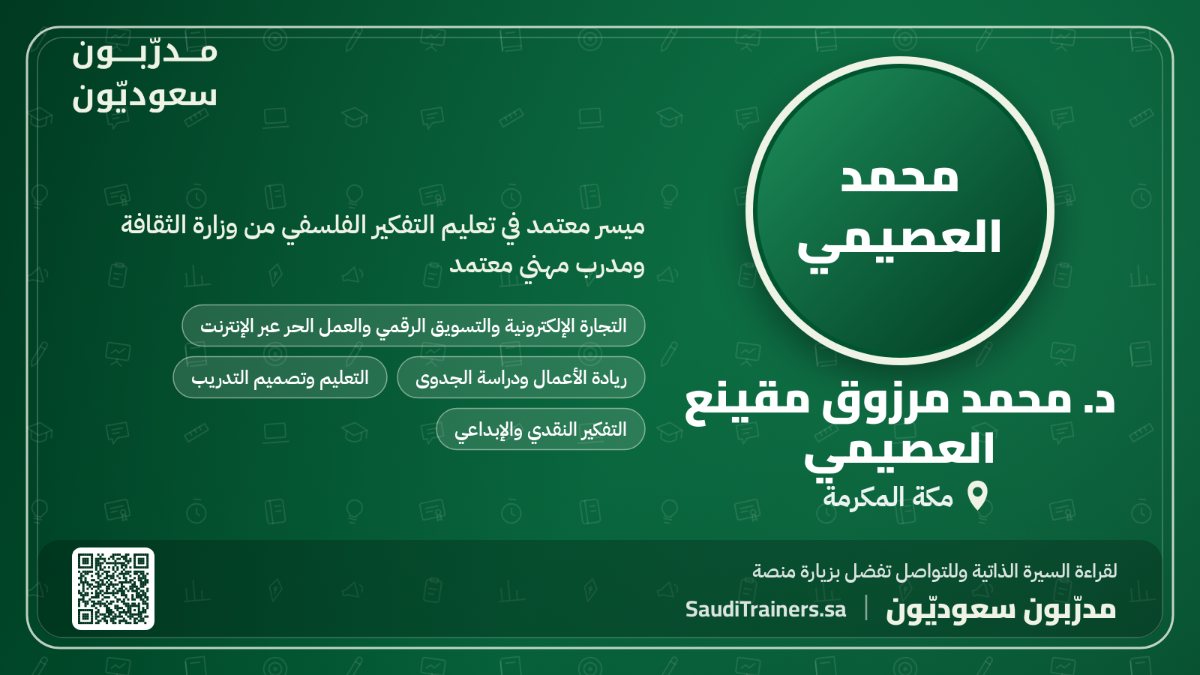 مـدرّبـون
سعوديّون
محمد
العصيمي
د. محمد مرزوق مقينع
العصيمي
مكة المكرمة
ميسر معتمد في تعليم التفكير الفلسفي من وزارة الثقافة
ومدرب مهني معتمد
التجارة الإلكترونية والتسويق الرقمي والعمل الحر عبر الإنترنت
ريادة الأعمال ودراسة الجدوى
التعليم وتصميم التدريب
التفكير النقدي والإبداعي
لقراءة السيرة الذاتية وللتواصل تفضل بزيارة منصة
مدرّبون سعوديّون | SaudiTrainers.sa